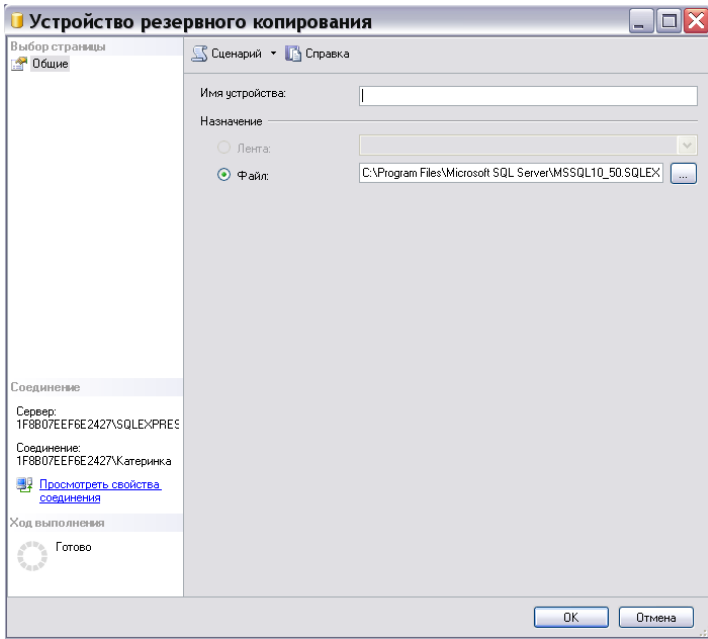 Устройство резервного копирования
Выбор страницы
Общие
Сценарий
Справка
Имя устройства:
Назначение
Лента:
Файл:
C:\Program Files\Microsoft SQL Server\MSSQL10_50.SQLEX
...
Соединение
Сервер:
1F8B07EEF6E2427\SQLEXPRES
Соединение:
1F8B07EEF6E2427\Катеринка
Просмотреть свойства
соединения
Ход выполнения
Готово
OK
Отмена